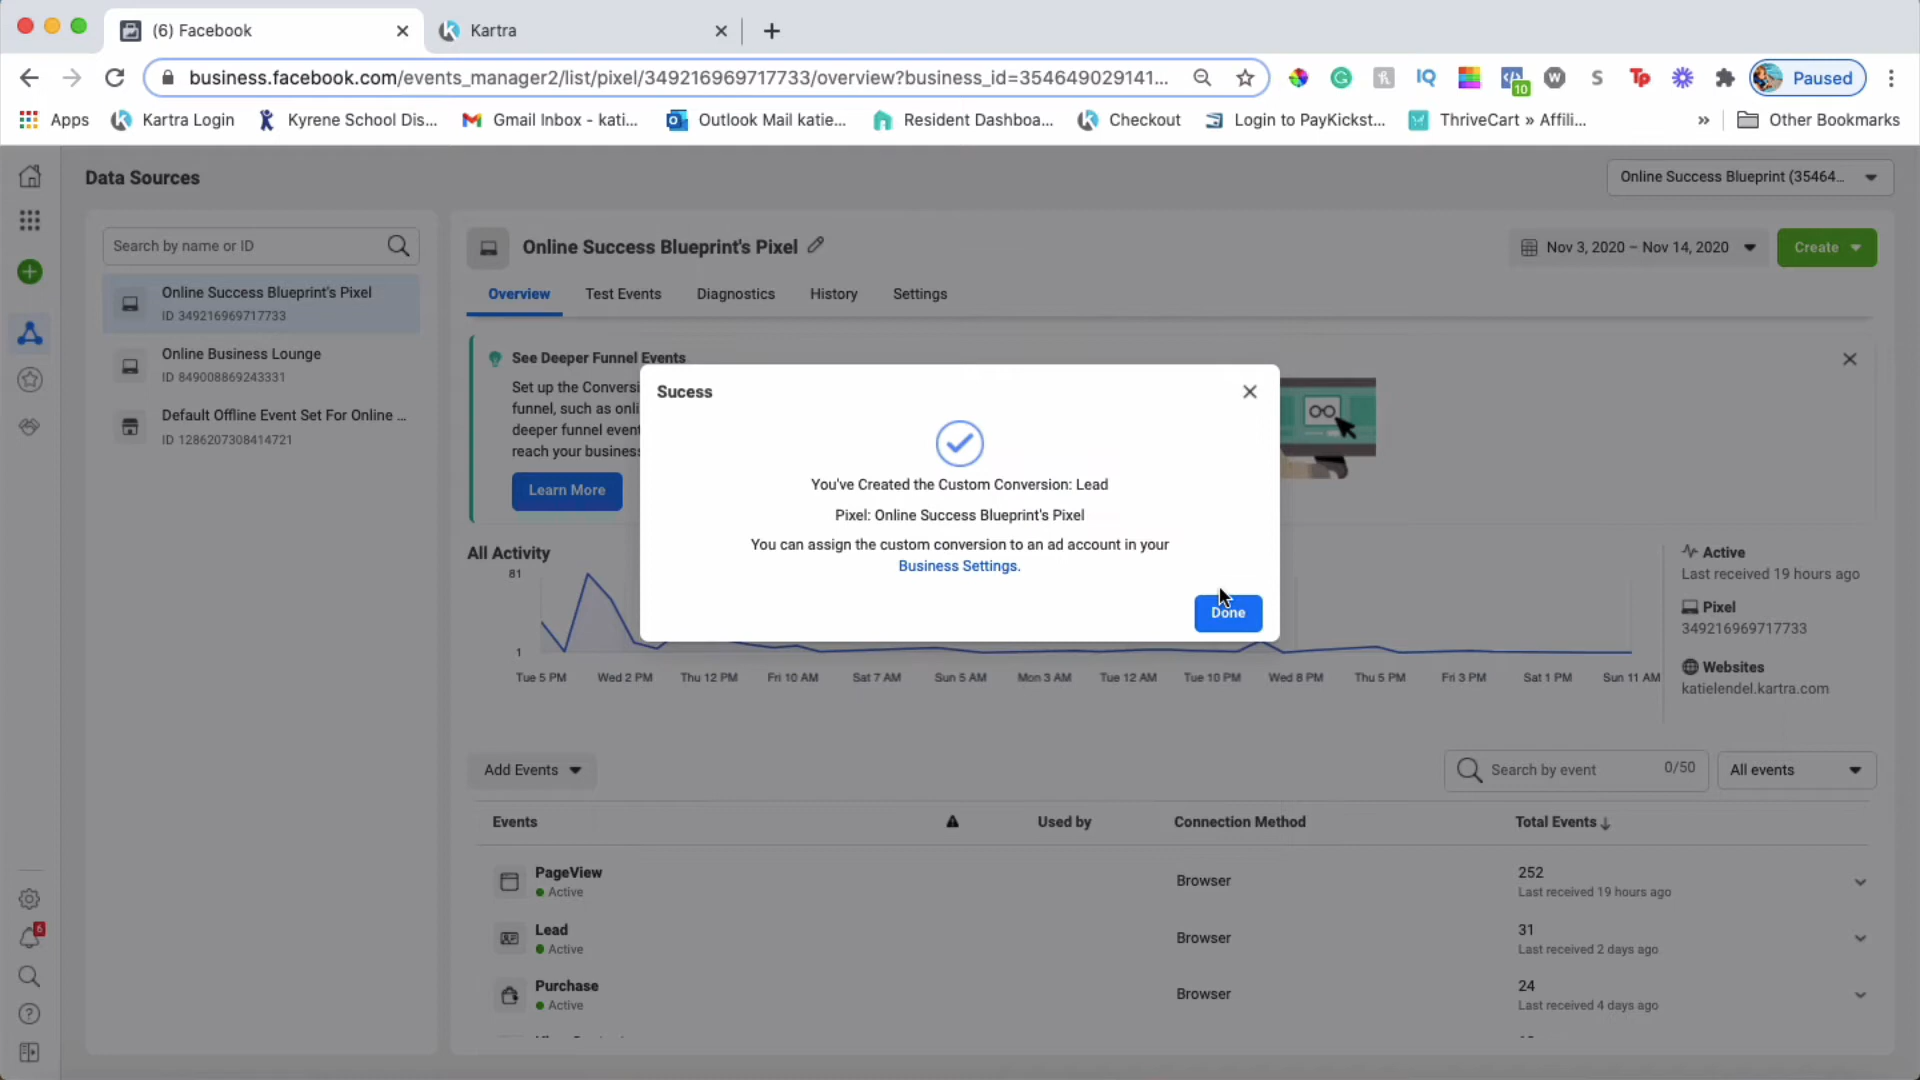 (6) Facebook
Kartra
business.facebook.com/events_manager2/list/pixel/349216969717733/overview?business_id=354649029141...
10
Paused
Apps
Kartra Login
Kyrene School Dis...
Gmail Inbox - kati...
Outlook Mail katie...
Resident Dashboa...
Checkout
Login to PayKickst...
ThriveCart » Affili...
»
Other Bookmarks
Data Sources
Online Success Blueprint (35464...
Search by name or ID
Online Success Blueprint's Pixel
ID 349216969717733
Online Business Lounge
ID 849008869243331
Default Offline Event Set For Online ...
ID 1286207308414721
Online Success Blueprint's Pixel
Nov 3, 2020 – Nov 14, 2020
Create
Overview
Test Events
Diagnostics
History
Settings
See Deeper Funnel Events
Set up the Conversi
funnel, such as onli
deeper funnel event
reach your business
Learn More
Sucess
You've Created the Custom Conversion: Lead
Pixel: Online Success Blueprint's Pixel
You can assign the custom conversion to an ad account in your
Business Settings.
Done
All Activity
81
1
Tue 5 PM
Wed 2 PM
Thu 12 PM
Fri 10 AM
Sat 7 AM
Sun 5 AM
Mon 3 AM
Tue 12 AM
Tue 10 PM
Wed 8 PM
Thu 5 PM
Fri 3 PM
Sat 1 PM
Sun 11 AM
Active
Last received 19 hours ago
Pixel
349216969717733
Websites
katielendel.kartra.com
Add Events
Search by event
0/50
All events
Events
Used by
Connection Method
Total Events
PageView
Active
Browser
252
Last received 19 hours ago
Lead
Active
Browser
31
Last received 2 days ago
Purchase
Active
Browser
24
Last received 4 days ago
6